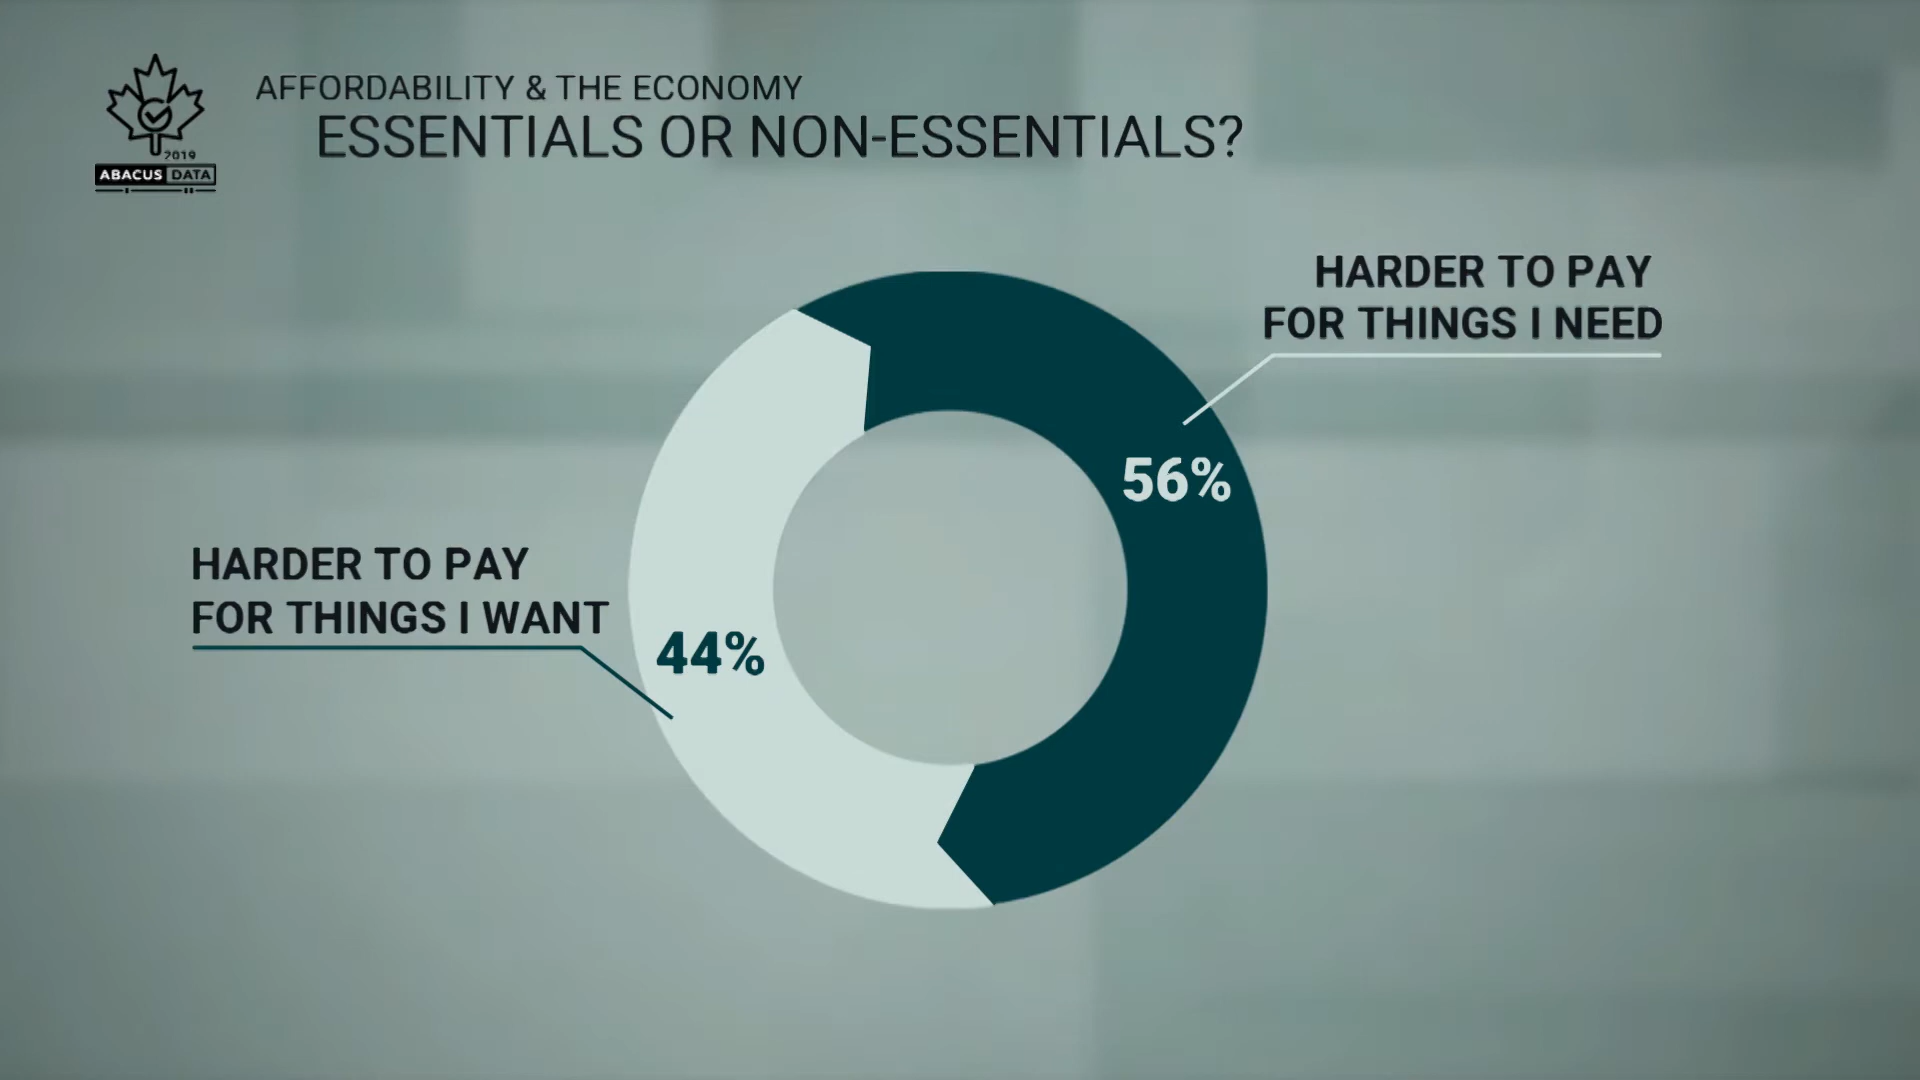 AFFORDABILITY & THE ECONOMY
ESSENTIALS OR NON-ESSENTIALS?
2019
ABACUS DATA
HARDER TO PAY
FOR THINGS I NEED
56%
HARDER TO PAY
FOR THINGS I WANT
44%